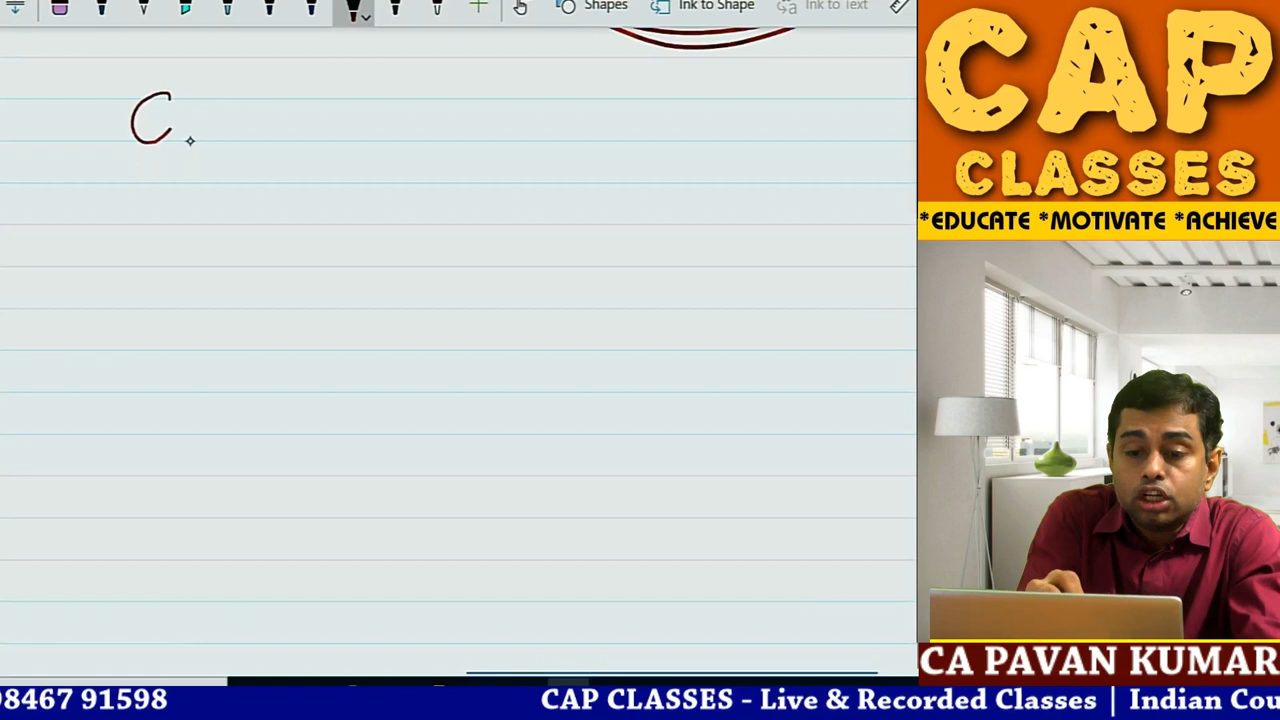 Shapes
Ink to Shape
Ink to Text
C
CAP
CLASSES
*EDUCATE *MOTIVATE *ACHIEVE
CA PAVAN KUMAR
98467 91598
CAP CLASSES - Live & Recorded Classes | Indian Cou